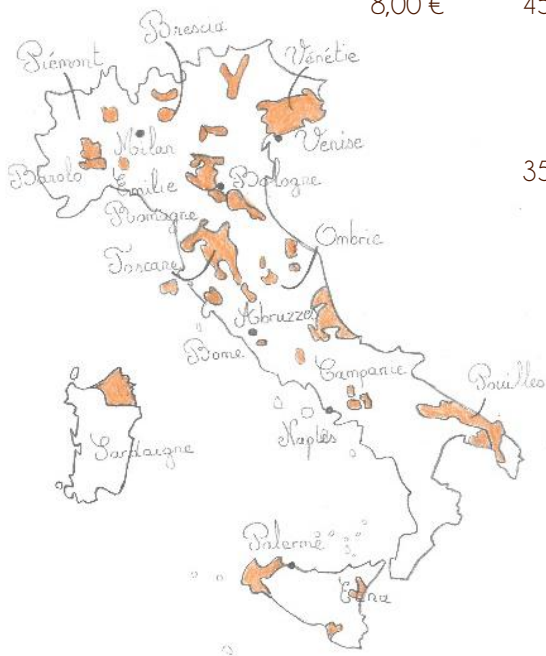 8,00 €
45
Brescia
Piémont
Vénétie
Milan
Venise
35
Barolo
Emilie
Bologne
Romagne
Ombrie
Toscane
Abruzzes
Rome
Campanie
Pouilles
Naples
Sardaigne
Palerme
Etna